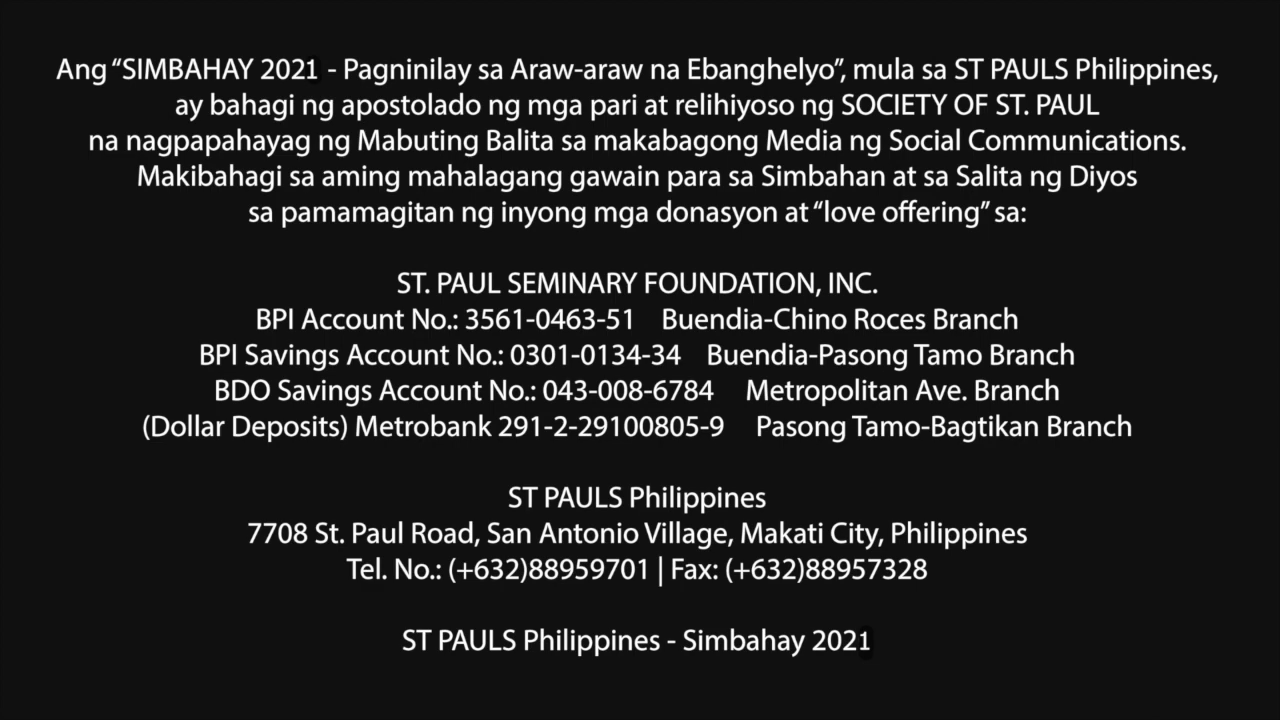 Ang “SIMBAHAY 2021 - Pagninilay sa Araw-araw na Ebanghelyo”, mula sa ST PAULS Philippines,
ay bahagi ng apostolado ng mga pari at relihiyoso ng SOCIETY OF ST. PAUL
na nagpapahayag ng Mabuting Balita sa makabagong Media ng Social Communications.
Makibahagi sa aming mahalagang gawain para sa Simbahan at sa Salita ng Diyos
sa pamamagitan ng inyong mga donasyon at “love offering” sa:
ST. PAUL SEMINARY FOUNDATION, INC.
BPI Account No.: 3561-0463-51 Buendia-Chino Roces Branch
BPI Savings Account No.: 0301-0134-34 Buendia-Pasong Tamo Branch
BDO Savings Account No.: 043-008-6784 Metropolitan Ave. Branch
(Dollar Deposits) Metrobank 291-2-29100805-9 Pasong Tamo-Bagtikan Branch
ST PAULS Philippines
7708 St. Paul Road, San Antonio Village, Makati City, Philippines
Tel. No.: (+632)88959701 | Fax: (+632)88957328
ST PAULS Philippines - Simbahay 2021